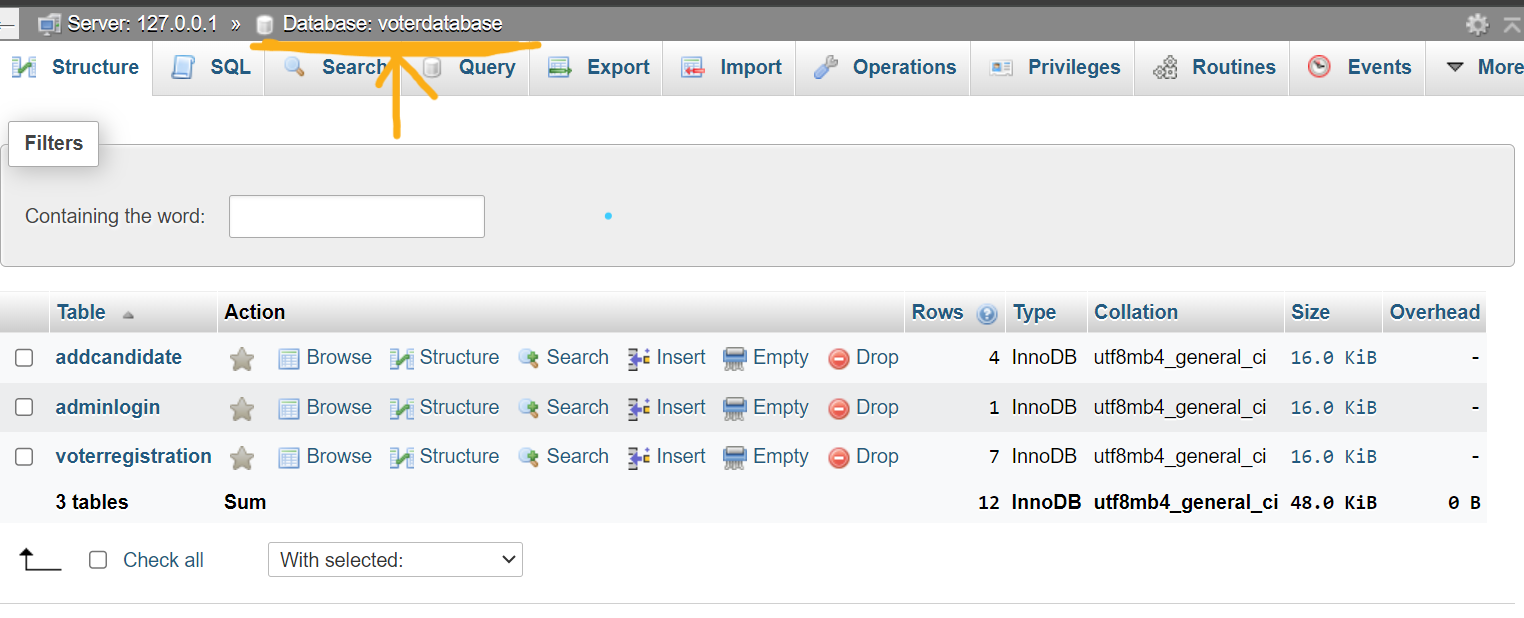 Server: 127.0.0.1 » Database: voterdatabase
Structure SQL Search Query Export Import Operations Privileges Routines Events More
Filters
Containing the word:
Table Action Rows Type Collation Size Overhead
addcandidate Browse Structure Search Insert Empty Drop 4 InnoDB utf8mb4_general_ci 16.0 KiB -
adminlogin Browse Structure Search Insert Empty Drop 1 InnoDB utf8mb4_general_ci 16.0 KiB -
voterregistration Browse Structure Search Insert Empty Drop 7 InnoDB utf8mb4_general_ci 16.0 KiB -
3 tables Sum 12 InnoDB utf8mb4_general_ci 48.0 KiB 0 B
Check all With selected: